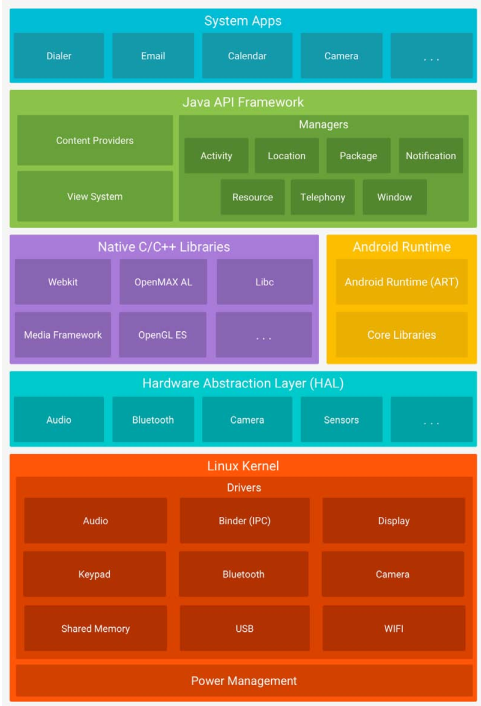 System Apps
Dialer
Email
Calendar
Camera
. . .
Java API Framework
Content Providers
View System
Managers
Activity
Location
Package
Notification
Resource
Telephony
Window
Native C/C++ Libraries
Webkit
OpenMAX AL
Libc
Media Framework
OpenGL ES
. . .
Android Runtime
Android Runtime (ART)
Core Libraries
Hardware Abstraction Layer (HAL)
Audio
Bluetooth
Camera
Sensors
. . .
Linux Kernel
Drivers
Audio
Binder (IPC)
Display
Keypad
Bluetooth
Camera
Shared Memory
USB
WIFI
Power Management